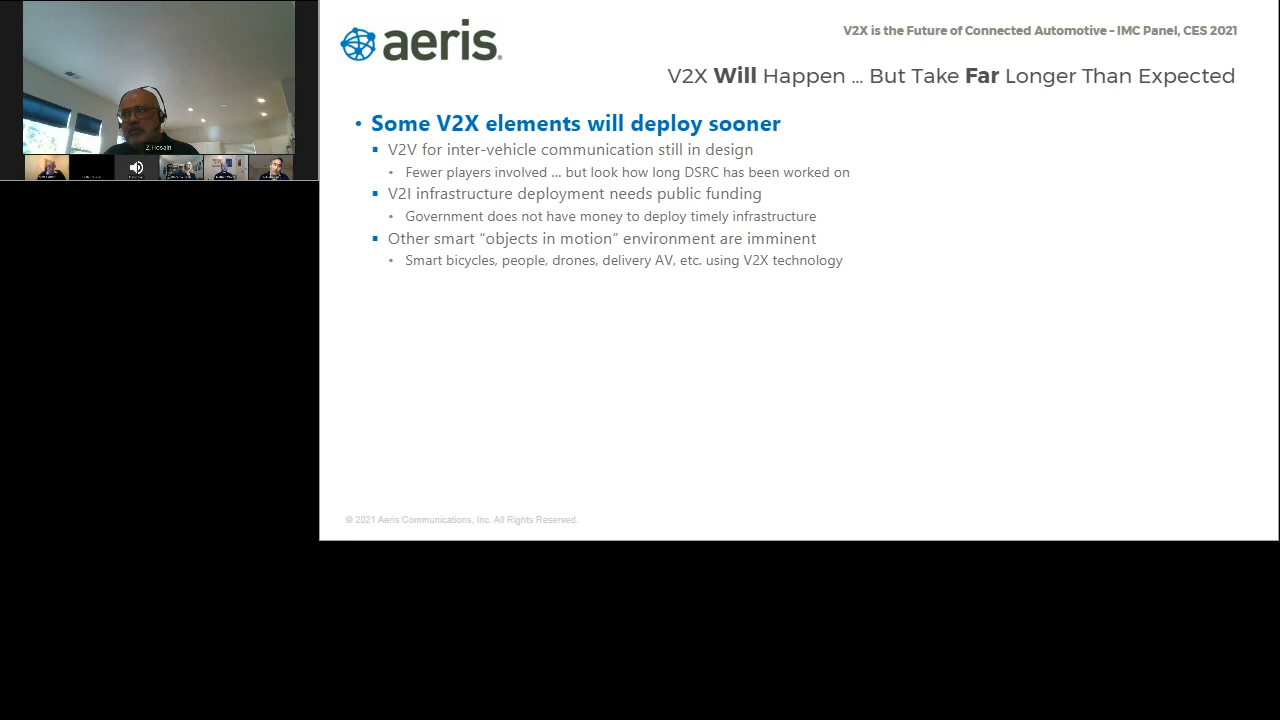 Z Hosain
aeris.
V2X is the Future of Connected Automotive – IMC Panel, CES 2021
V2X Will Happen ... But Take Far Longer Than Expected
• Some V2X elements will deploy sooner
▪ V2V for inter-vehicle communication still in design
• Fewer players involved ... but look how long DSRC has been worked on
▪ V2I infrastructure deployment needs public funding
• Government does not have money to deploy timely infrastructure
▪ Other smart “objects in motion” environment are imminent
• Smart bicycles, people, drones, delivery AV, etc. using V2X technology
© 2021 Aeris Communications, Inc. All Rights Reserved.